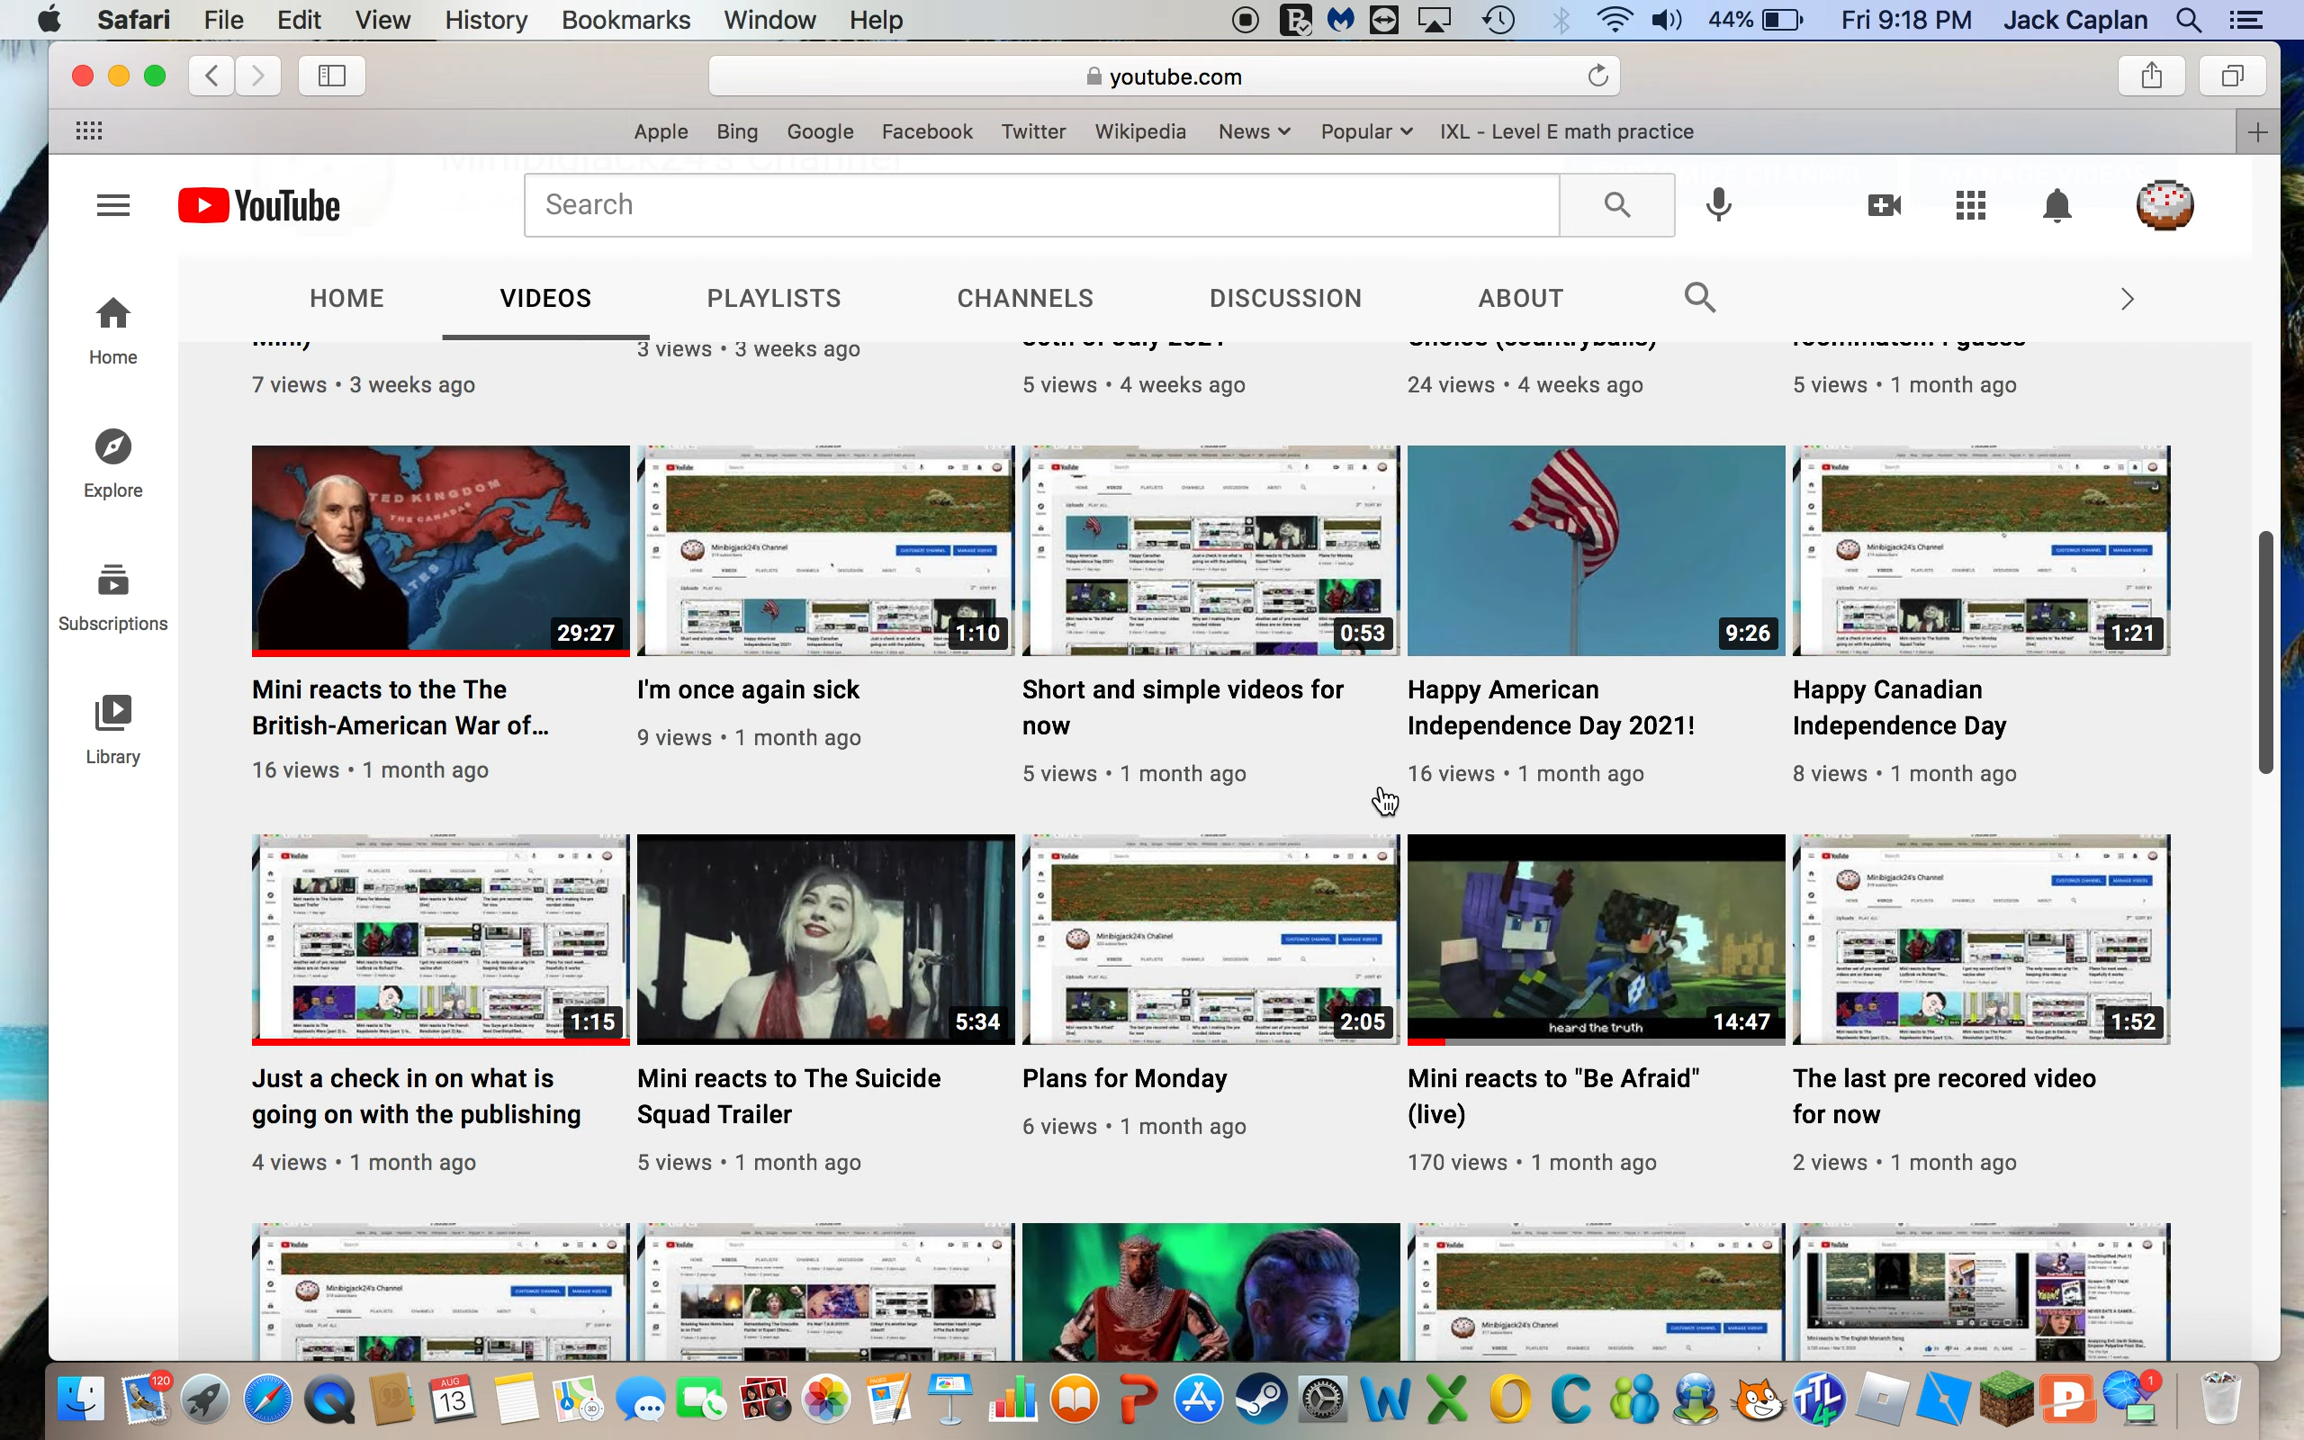 Safari File Edit View History Bookmarks Window Help 44% Fri 9:18 PM Jack Caplan
youtube.com
Apple Bing Google Facebook Twitter Wikipedia News Popular IXL - Level E math practice
Minibigjack24's Channel
YouTube Search
HOME VIDEOS PLAYLISTS CHANNELS DISCUSSION ABOUT
Home
Explore
Subscriptions
Library
7 views • 3 weeks ago
3 views • 3 weeks ago
5 views • 4 weeks ago
24 views • 4 weeks ago
5 views • 1 month ago
29:27
Mini reacts to the The
British-American War of...
16 views • 1 month ago
1:10
I'm once again sick
9 views • 1 month ago
0:53
Short and simple videos for
now
5 views • 1 month ago
9:26
Happy American
Independence Day 2021!
16 views • 1 month ago
1:21
Happy Canadian
Independence Day
8 views • 1 month ago
1:15
Just a check in on what is
going on with the publishing
4 views • 1 month ago
5:34
Mini reacts to The Suicide
Squad Trailer
5 views • 1 month ago
2:05
Plans for Monday
6 views • 1 month ago
heard the truth
14:47
Mini reacts to "Be Afraid"
(live)
170 views • 1 month ago
1:52
The last pre recored video
for now
2 views • 1 month ago
120
AUG
13
1